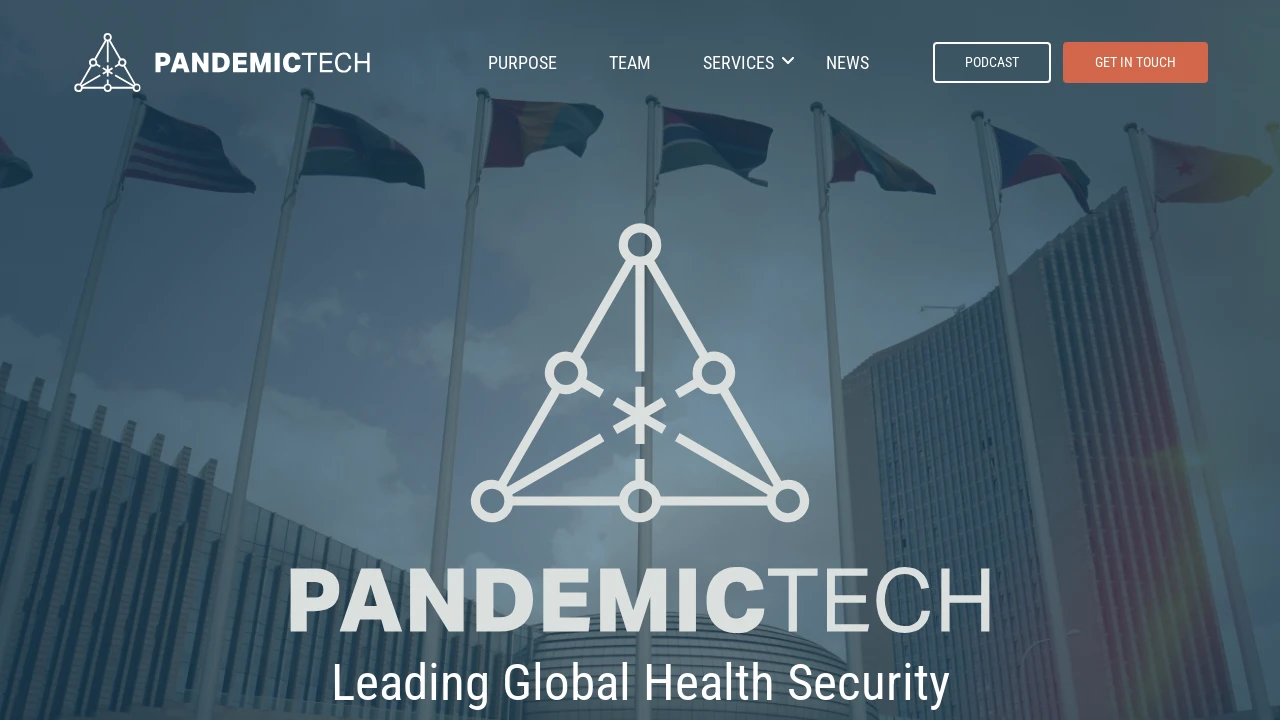 PANDEMICTECH
PURPOSE
TEAM
SERVICES
NEWS
PODCAST
GET IN TOUCH
PANDEMICTECH
Leading Global Health Security